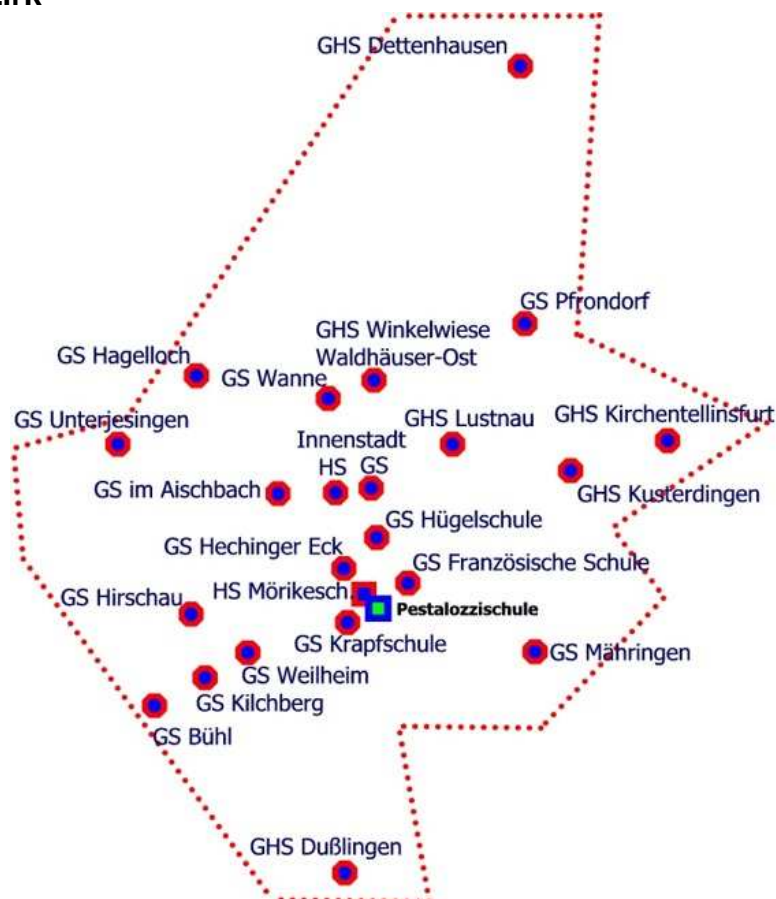 GHS Dettenhausen
GS Pfrondorf
GHS Winkelwiese
Waldhäuser-Ost
GS Hagelloch
GS Wanne
GS Unterjesingen
GHS Lustnau
GHS Kirchentellinsfurt
Innenstadt
HS GS
GS im Aischbach
GHS Kusterdingen
GS Hügelschule
GS Hechinger Eck
GS Französische Schule
HS Mörikesch.
GS Hirschau
Pestalozzischule
GS Krapfschule
GS Mähringen
GS Weilheim
GS Kilchberg
GS Bühl
GHS Dußlingen